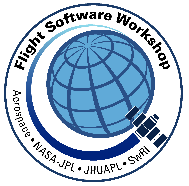 Flight Software Workshop
Aerospace • NASA-JPL • JHUAPL • SwRI